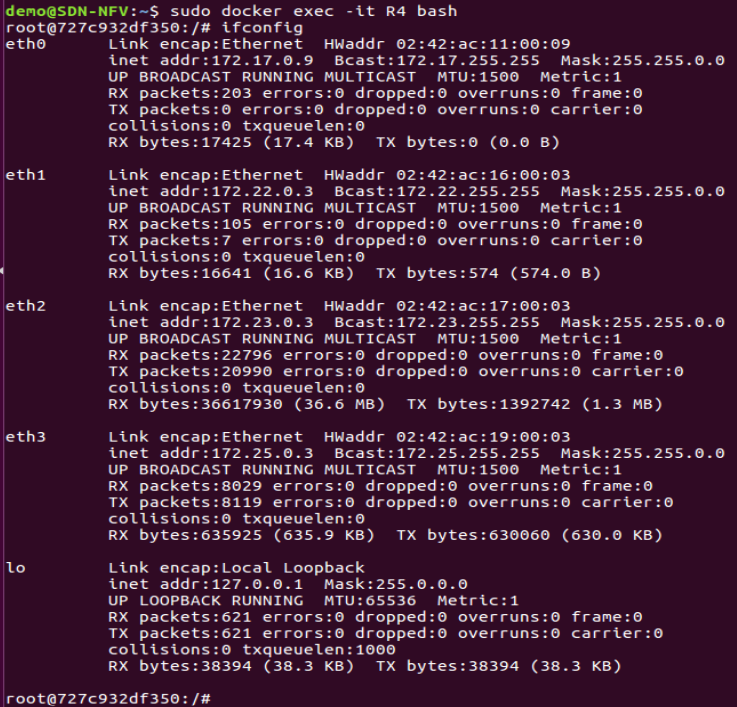 demo@SDN-NFV:~$ sudo docker exec -it R4 bash
root@727c932df350:/# ifconfig
eth0      Link encap:Ethernet  HWaddr 02:42:ac:11:00:09
          inet addr:172.17.0.9  Bcast:172.17.255.255  Mask:255.255.0.0
          UP BROADCAST RUNNING MULTICAST  MTU:1500  Metric:1
          RX packets:203 errors:0 dropped:0 overruns:0 frame:0
          TX packets:0 errors:0 dropped:0 overruns:0 carrier:0
          collisions:0 txqueuelen:0
          RX bytes:17425 (17.4 KB)  TX bytes:0 (0.0 B)

eth1      Link encap:Ethernet  HWaddr 02:42:ac:16:00:03
          inet addr:172.22.0.3  Bcast:172.22.255.255  Mask:255.255.0.0
          UP BROADCAST RUNNING MULTICAST  MTU:1500  Metric:1
          RX packets:105 errors:0 dropped:0 overruns:0 frame:0
          TX packets:7 errors:0 dropped:0 overruns:0 carrier:0
          collisions:0 txqueuelen:0
          RX bytes:16641 (16.6 KB)  TX bytes:574 (574.0 B)

eth2      Link encap:Ethernet  HWaddr 02:42:ac:17:00:03
          inet addr:172.23.0.3  Bcast:172.23.255.255  Mask:255.255.0.0
          UP BROADCAST RUNNING MULTICAST  MTU:1500  Metric:1
          RX packets:22796 errors:0 dropped:0 overruns:0 frame:0
          TX packets:20990 errors:0 dropped:0 overruns:0 carrier:0
          collisions:0 txqueuelen:0
          RX bytes:36617930 (36.6 MB)  TX bytes:1392742 (1.3 MB)

eth3      Link encap:Ethernet  HWaddr 02:42:ac:19:00:03
          inet addr:172.25.0.3  Bcast:172.25.255.255  Mask:255.255.0.0
          UP BROADCAST RUNNING MULTICAST  MTU:1500  Metric:1
          RX packets:8029 errors:0 dropped:0 overruns:0 frame:0
          TX packets:8119 errors:0 dropped:0 overruns:0 carrier:0
          collisions:0 txqueuelen:0
          RX bytes:635925 (635.9 KB)  TX bytes:630060 (630.0 KB)

lo        Link encap:Local Loopback
          inet addr:127.0.0.1  Mask:255.0.0.0
          UP LOOPBACK RUNNING  MTU:65536  Metric:1
          RX packets:621 errors:0 dropped:0 overruns:0 frame:0
          TX packets:621 errors:0 dropped:0 overruns:0 carrier:0
          collisions:0 txqueuelen:1000
          RX bytes:38394 (38.3 KB)  TX bytes:38394 (38.3 KB)

root@727c932df350:/#